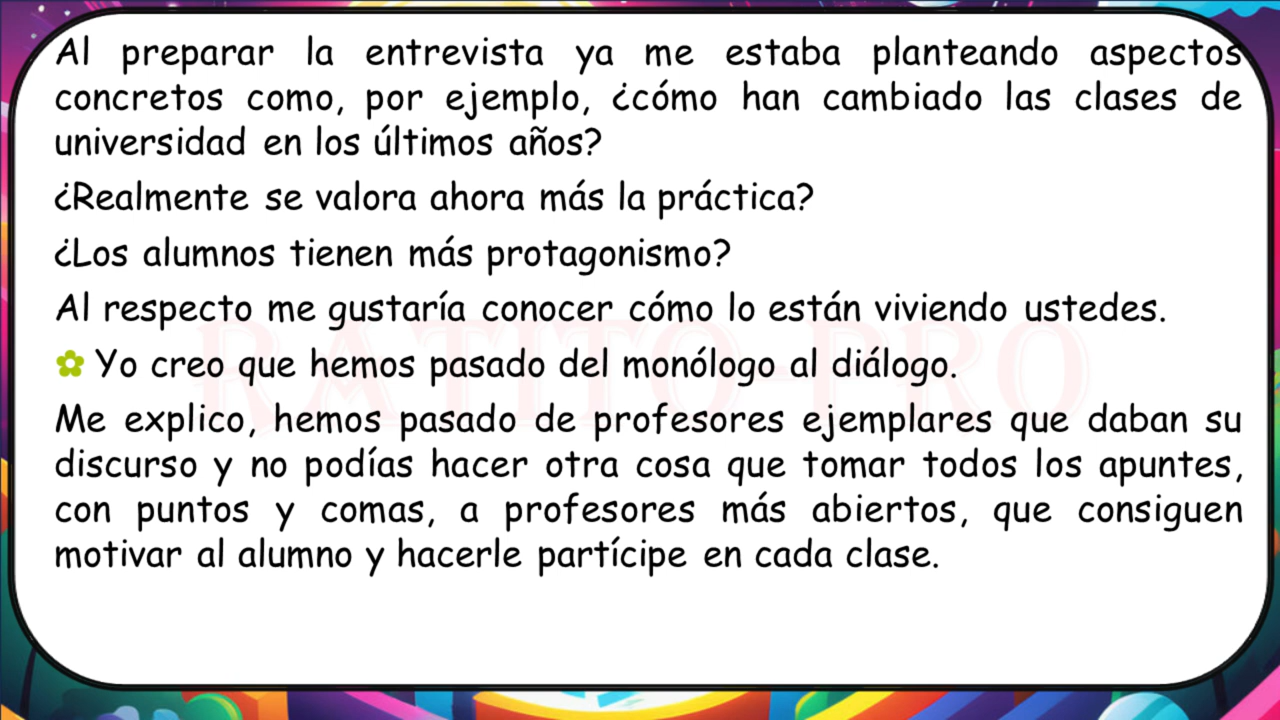 Al preparar la entrevista ya me estaba planteando aspectos
concretos como, por ejemplo, ¿cómo han cambiado las clases de
universidad en los últimos años?
¿Realmente se valora ahora más la práctica?
¿Los alumnos tienen más protagonismo?
Al respecto me gustaría conocer cómo lo están viviendo ustedes.
Yo creo que hemos pasado del monólogo al diálogo.
Me explico, hemos pasado de profesores ejemplares que daban su
discurso y no podías hacer otra cosa que tomar todos los apuntes,
con puntos y comas, a profesores más abiertos, que consiguen
motivar al alumno y hacerle partícipe en cada clase.
RATITO-PRO